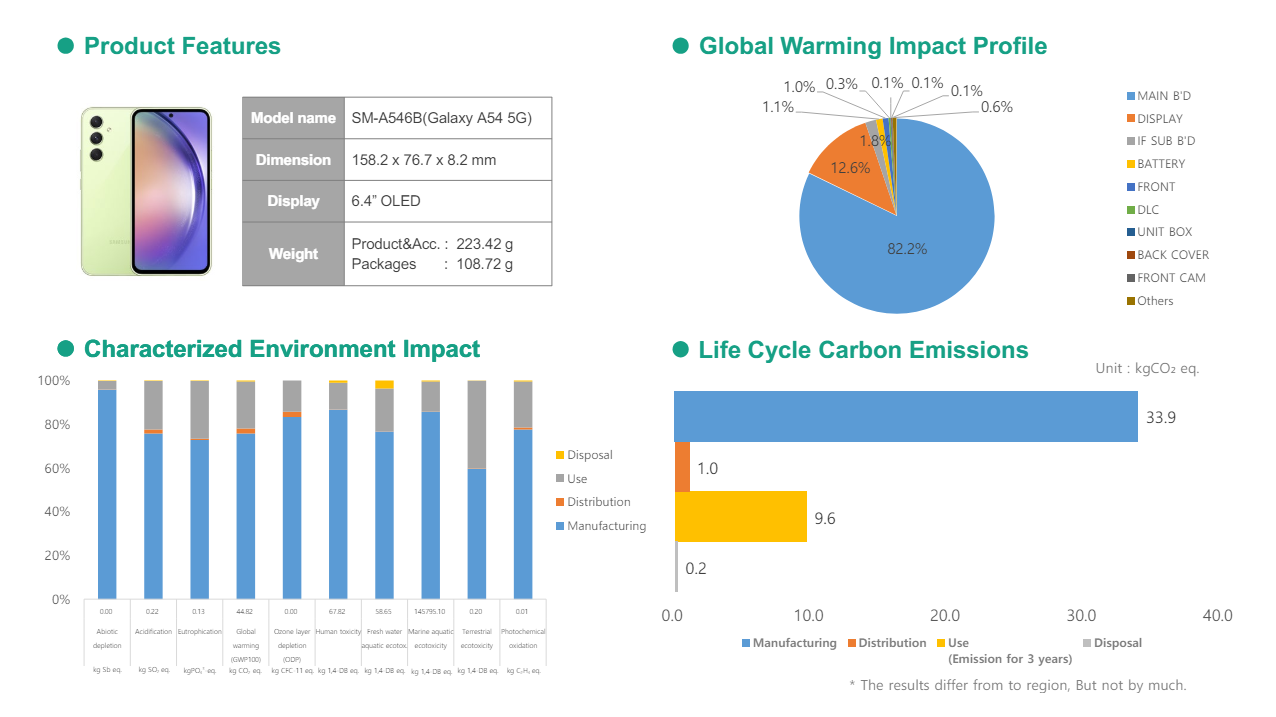 Product Features
Model name SM-A546B(Galaxy A54 5G)
Dimension 158.2 x 76.7 x 8.2 mm
Display 6.4” OLED
Weight Product&Acc. : 223.42 g
Packages : 108.72 g
Global Warming Impact Profile
1.1% 1.0% 0.3% 0.1% 0.1% 0.1% 0.6%
1.8%
12.6%
82.2%
MAIN B'D
DISPLAY
IF SUB B'D
BATTERY
FRONT
DLC
UNIT BOX
BACK COVER
FRONT CAM
Others
Characterized Environment Impact
100%
80%
60%
40%
20%
0%
Disposal
Use
Distribution
Manufacturing
0.00 0.22 0.13 44.82 0.00 67.82 58.65 145795.10 0.20 0.01
Abiotic Acidification Eutrophication Global Ozone layer Human toxicity Fresh water Marine aquatic Terrestrial Photochemical
depletion warming depletion aquatic ecotox. ecotoxicity ecotoxicity oxidation
(GWP100) (ODP)
kg Sb eq. kg SO₂ eq. kgPO₄³⁻ eq. kg CO₂ eq. kg CFC-11 eq. kg 1,4-DB eq. kg 1,4-DB eq. kg 1,4-DB eq. kg 1,4-DB eq. kg C₂H₄ eq.
Life Cycle Carbon Emissions
Unit : kgCO₂ eq.
33.9
1.0
9.6
0.2
0.0 10.0 20.0 30.0 40.0
Manufacturing Distribution Use Disposal
(Emission for 3 years)
* The results differ from to region, But not by much.